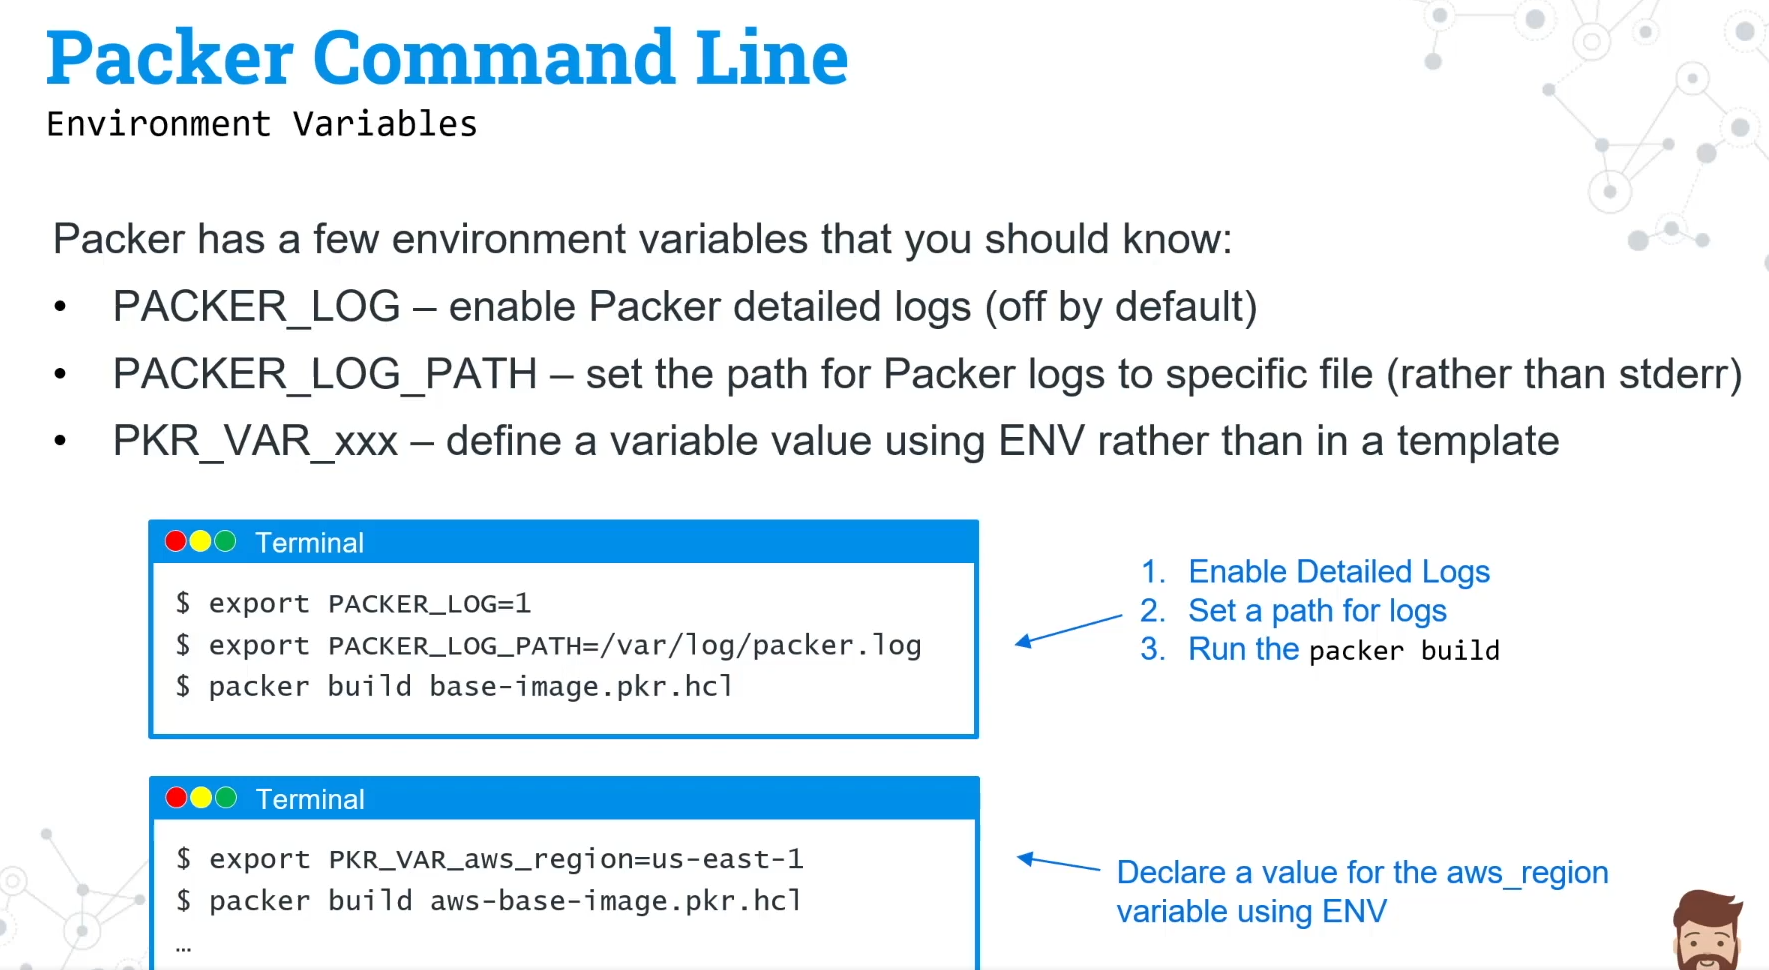 Packer Command Line
Environment Variables
Packer has a few environment variables that you should know:
• PACKER_LOG – enable Packer detailed logs (off by default)
• PACKER_LOG_PATH – set the path for Packer logs to specific file (rather than stderr)
• PKR_VAR_xxx – define a variable value using ENV rather than in a template
Terminal
$ export PACKER_LOG=1
$ export PACKER_LOG_PATH=/var/log/packer.log
$ packer build base-image.pkr.hcl
1. Enable Detailed Logs
2. Set a path for logs
3. Run the packer build
Terminal
$ export PKR_VAR_aws_region=us-east-1
$ packer build aws-base-image.pkr.hcl
…
Declare a value for the aws_region
variable using ENV